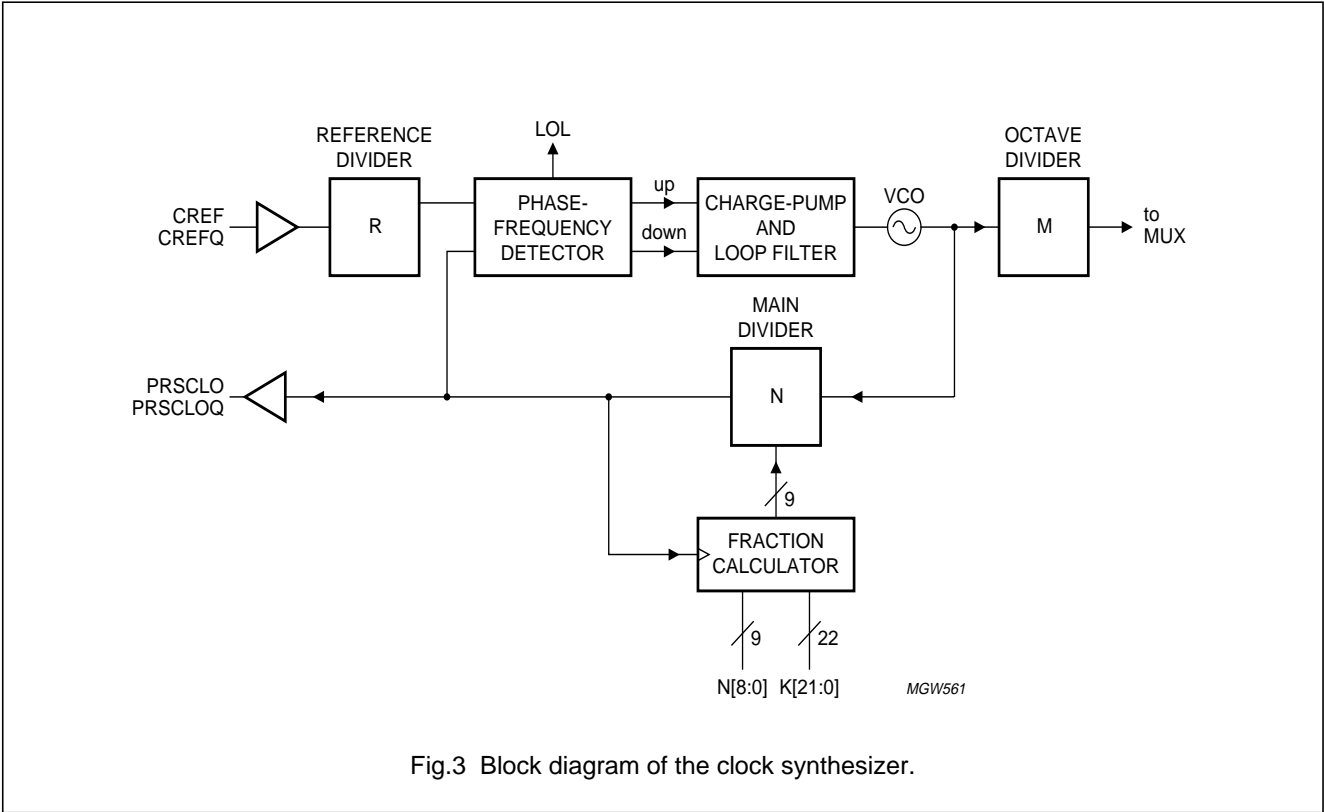 REFERENCE
DIVIDER
LOL
OCTAVE
DIVIDER
CREF
CREFQ
R
PHASE-
FREQUENCY
DETECTOR
up
down
CHARGE-PUMP
AND
LOOP FILTER
VCO
M
to
MUX
MAIN
DIVIDER
N
PRSCLO
PRSCLOQ
9
FRACTION
CALCULATOR
9
22
N[8:0] K[21:0]
MGW561
Fig.3 Block diagram of the clock synthesizer.